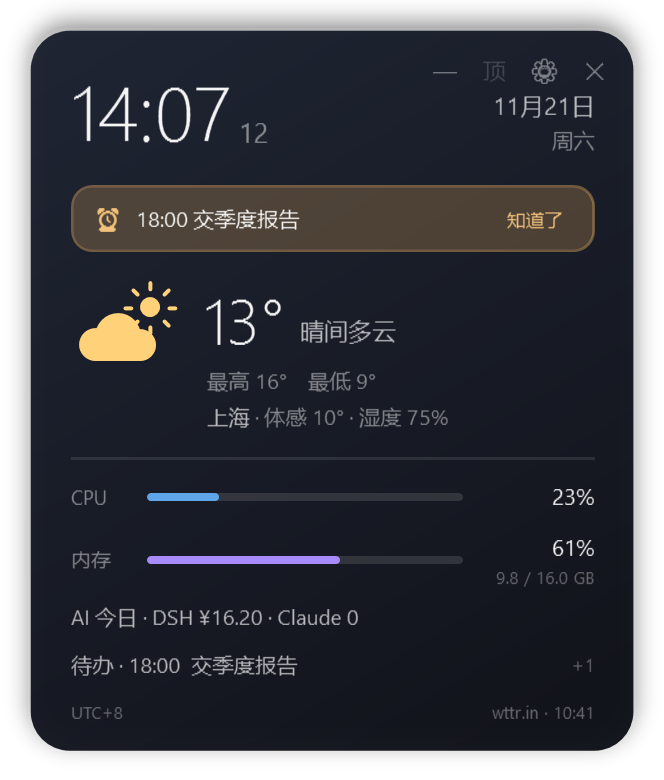 — 顶
14:07 12
11月21日
周六
18:00 交季度报告 知道了
13° 晴间多云
最高 16° 最低 9°
上海 · 体感 10° · 湿度 75%
CPU 23%
内存 61%
9.8 / 16.0 GB
AI 今日 · DSH ¥16.20 · Claude 0
待办 · 18:00 交季度报告 +1
UTC+8 wttr.in · 10:41